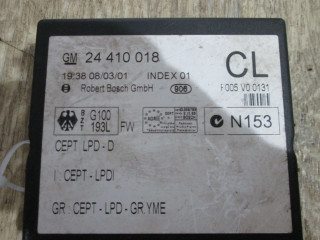 GM 24 410 018 CL
19:38 08/03/01 INDEX 01
Robert Bosch GmbH 906 F005 V0 0131
BZT G100 193L FW N153
CEPT LPD - D
CEPT - LPDI
GR : CEPT - LPD - GR.YME